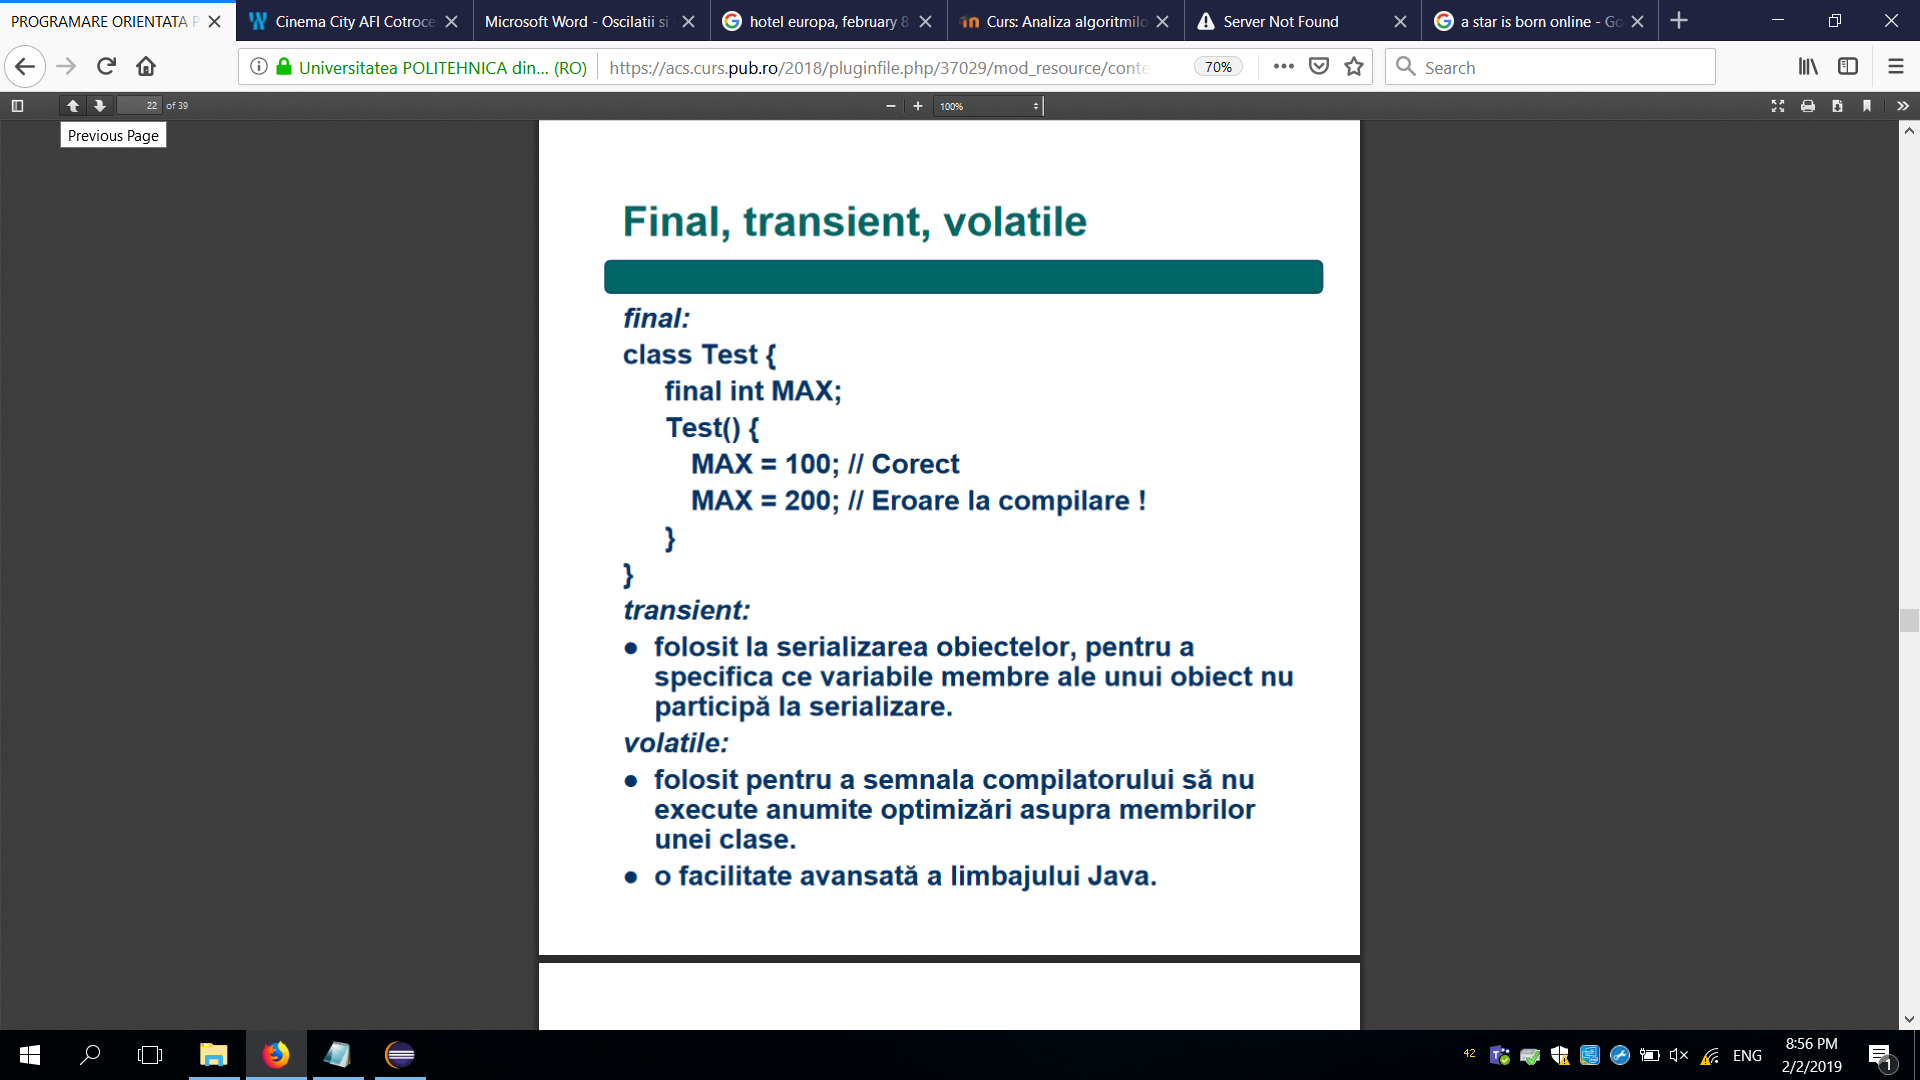 PROGRAMARE ORIENTATA P
Cinema City AFI Cotroce
Microsoft Word - Oscilatii si
hotel europa, february 8
Curs: Analiza algoritmilo
Server Not Found
a star is born online - Go
Universitatea POLITEHNICA din... (RO)
https://acs.curs.pub.ro/2018/pluginfile.php/37029/mod_resource/conte
70%
Search
22 of 39
100%
Previous Page
Final, transient, volatile
final:
class Test {
final int MAX;
Test() {
MAX = 100; // Corect
MAX = 200; // Eroare la compilare !
}
}
transient:
● folosit la serializarea obiectelor, pentru a
specifica ce variabile membre ale unui obiect nu
participă la serializare.
volatile:
● folosit pentru a semnala compilatorului să nu
execute anumite optimizări asupra membrilor
unei clase.
● o facilitate avansată a limbajului Java.
42
ENG
8:56 PM
2/2/2019
1